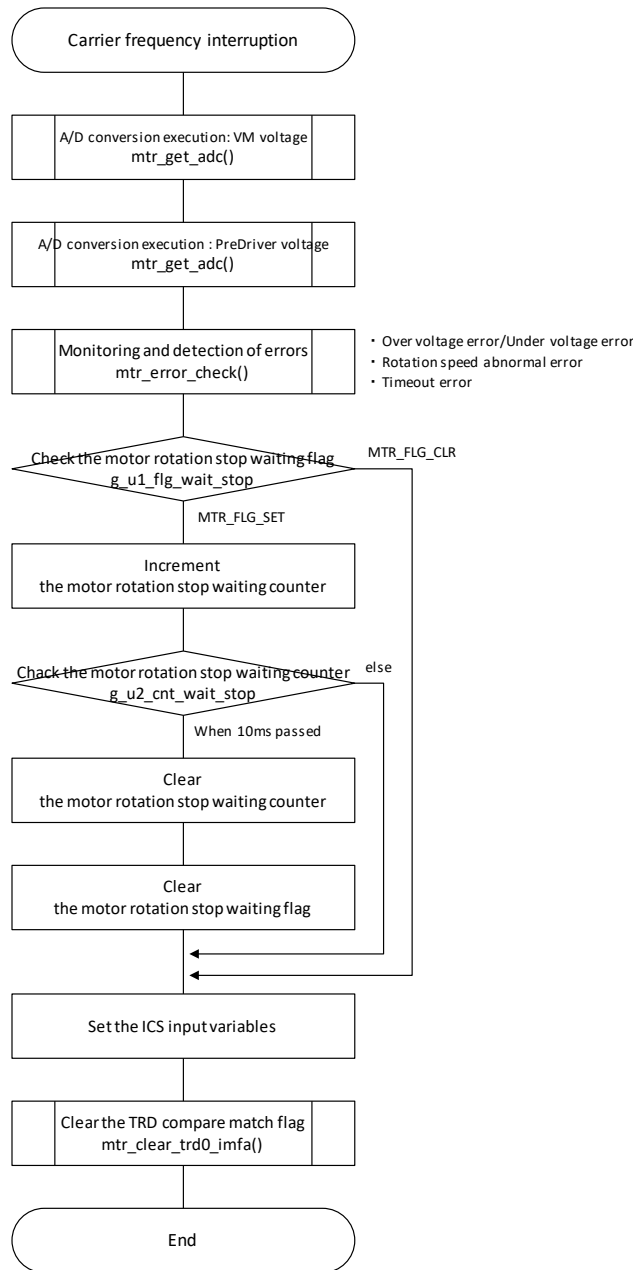 Carrier frequency interruption
A/D conversion execution: VM voltage
mtr_get_adc()
A/D conversion execution : PreDriver voltage
mtr_get_adc()
Monitoring and detection of errors
mtr_error_check()
・ Over voltage error/Under voltage error
・ Rotation speed abnormal error
・ Timeout error
Check the motor rotation stop waiting flag
g_u1_flg_wait_stop
MTR_FLG_CLR
MTR_FLG_SET
Increment
the motor rotation stop waiting counter
Chack the motor rotation stop waiting counter
g_u2_cnt_wait_stop
else
When 10ms passed
Clear
the motor rotation stop waiting counter
Clear
the motor rotation stop waiting flag
Set the ICS input variables
Clear the TRD compare match flag
mtr_clear_trd0_imfa()
End